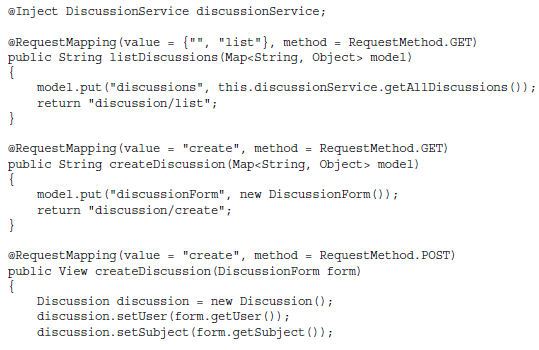 @Inject DiscussionService discussionService;
@RequestMapping(value = {"", "list"}, method = RequestMethod.GET)
public String listDiscussions(Map<String, Object> model)
{
    model.put("discussions", this.discussionService.getAllDiscussions());
    return "discussion/list";
}
@RequestMapping(value = "create", method = RequestMethod.GET)
public String createDiscussion(Map<String, Object> model)
{
    model.put("discussionForm", new DiscussionForm());
    return "discussion/create";
}
@RequestMapping(value = "create", method = RequestMethod.POST)
public View createDiscussion(DiscussionForm form)
{
    Discussion discussion = new Discussion();
    discussion.setUser(form.getUser());
    discussion.setSubject(form.getSubject());